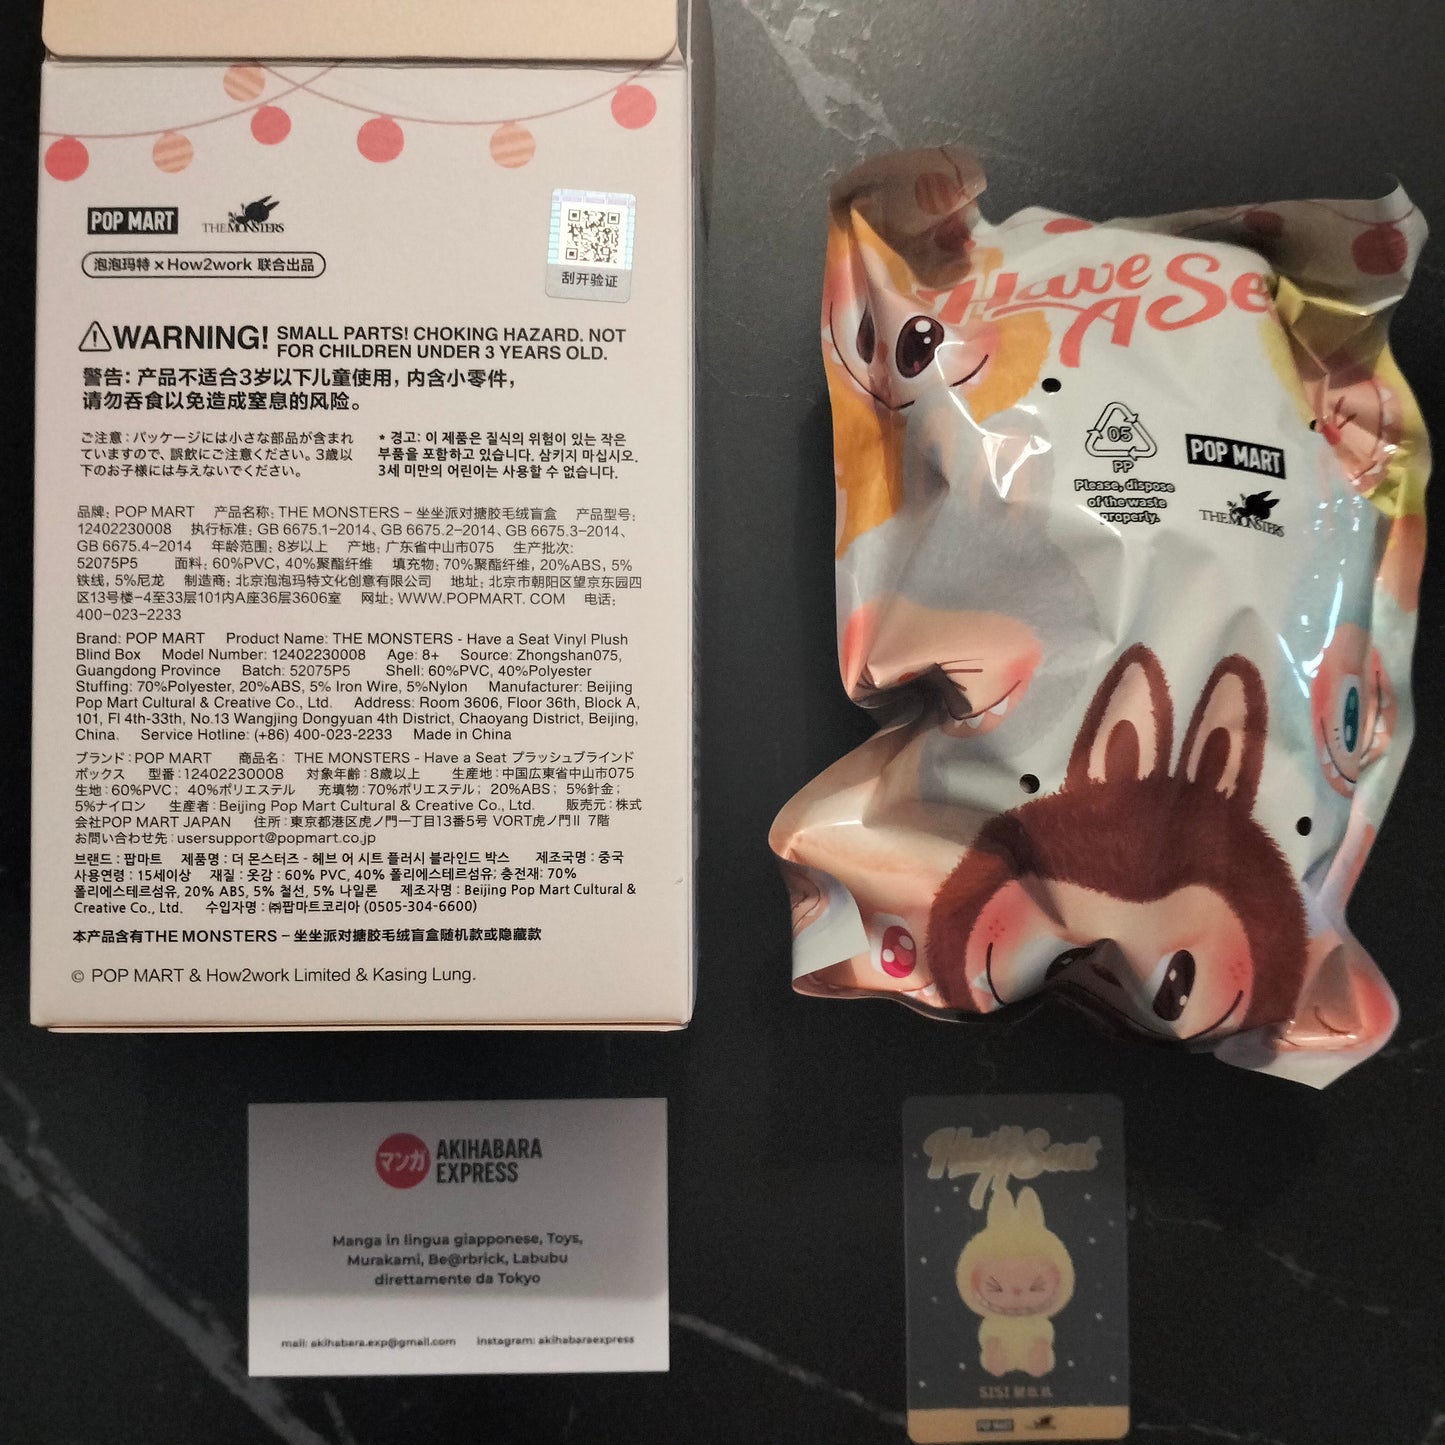 POP MART
THE MONSTERS
泡泡玛特 × How2work 联合出品
刮开验证
WARNING! SMALL PARTS! CHOKING HAZARD. NOT
FOR CHILDREN UNDER 3 YEARS OLD.
警告: 产品不适合3岁以下儿童使用, 内含小零件,
请勿吞食以免造成窒息的风险。
ご注意 : パッケージには小さな部品が含まれ
ていますので、誤飲にご注意ください。3歳以
下のお子様には与えないでください。
* 경고: 이 제품은 질식의 위험이 있는 작은
부품을 포함하고 있습니다. 삼키지 마십시오.
3세 미만의 어린이는 사용할 수 없습니다.
品牌: POP MART 产品名称: THE MONSTERS – 坐坐派对搪胶毛绒盲盒 产品型号:
12402230008 执行标准: GB 6675.1–2014、GB 6675.2–2014、GB 6675.3–2014、
GB 6675.4–2014 年龄范围: 8岁以上 产地: 广东省中山市075 生产批次:
52075P5 面料: 60%PVC, 40%聚酯纤维 填充物: 70%聚酯纤维, 20%ABS, 5%
铁线, 5%尼龙 制造商: 北京泡泡玛特文化创意有限公司 地址: 北京市朝阳区望京东园四
区13号楼–4至33层101内A座36层3606室 网址: WWW.POPMART. COM 电话:
400–023–2233
Brand: POP MART Product Name: THE MONSTERS - Have a Seat Vinyl Plush
Blind Box Model Number: 12402230008 Age: 8+ Source: Zhongshan075,
Guangdong Province Batch: 52075P5 Shell: 60%PVC, 40%Polyester
Stuffing: 70%Polyester, 20%ABS, 5% Iron Wire, 5%Nylon Manufacturer: Beijing
Pop Mart Cultural & Creative Co., Ltd. Address: Room 3606, Floor 36th, Block A,
101, Fl 4th-33th, No.13 Wangjing Dongyuan 4th District, Chaoyang District, Beijing,
China. Service Hotline: (+86) 400-023-2233 Made in China
ブランド : POP MART 商品名: THE MONSTERS - Have a Seat プラッシュブラインド
ボックス 型番 : 12402230008 対象年齢 : 8歳以上 生産地 : 中国広東省中山市075
生地 : 60%PVC; 40%ポリエステル 充填物 : 70%ポリエステル; 20%ABS; 5%針金;
5%ナイロン 生産者 : Beijing Pop Mart Cultural & Creative Co., Ltd. 販売元 : 株式
会社POP MART JAPAN 住所 : 東京都港区虎ノ門一丁目13番5号 VORT虎ノ門Ⅱ 7階
お問い合わせ先 : usersupport@popmart.co.jp
브랜드 : 팝마트 제품명 : 더 몬스터즈 - 헤브 어 시트 플러시 블라인드 박스 제조국명 : 중국
사용연령 : 15세이상 재질 : 옷감 : 60% PVC, 40% 폴리에스테르섬유; 충전재: 70%
폴리에스테르섬유, 20% ABS, 5% 철선, 5% 나일론 제조자명 : Beijing Pop Mart Cultural &
Creative Co., Ltd. 수입자명 : ㈜팝마트코리아 (0505-304-6600)
本产品含有THE MONSTERS – 坐坐派对搪胶毛绒盲盒随机款或隐藏款
© POP MART & How2work Limited & Kasing Lung.
Have
A Se
05
PP
Please, dispose
of the waste
properly.
POP MART
THE MONSTERS
マンガ AKIHABARA
EXPRESS
Manga in lingua giapponese, Toys,
Murakami, Be@rbrick, Labubu
direttamente da Tokyo
mail: akihabara.exp@gmail.com instagram: akihabaraexpress
SISI
POP MART